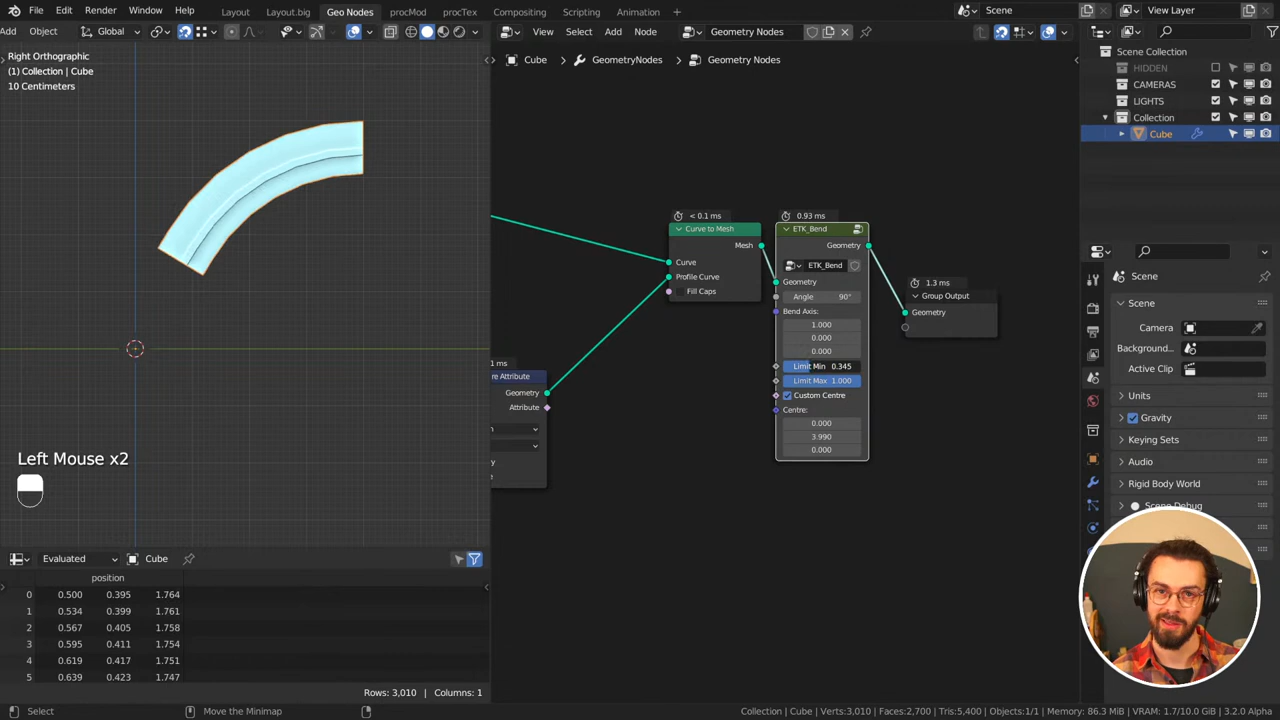 File Edit Render Window Help Layout Layout.big Geo Nodes procMod procTex Compositing Scripting Animation + Scene View Layer
Add Object Global View Select Add Node Geometry Nodes
Right Orthographic
(1) Collection | Cube
10 Centimeters
Cube > GeometryNodes > Geometry Nodes
Scene Collection
HIDDEN
CAMERAS
LIGHTS
Collection
Cube
< 0.1 ms
Curve to Mesh
Mesh
Curve
Profile Curve
Fill Caps
0.93 ms
ETK_Bend
Geometry
ETK_Bend
Geometry
Angle 90°
Bend Axis:
1.000
0.000
0.000
Limit Min 0.345
Limit Max 1.000
Custom Centre
Centre:
0.000
3.990
0.000
1.3 ms
Group Output
Geometry
1 ms
re Attribute
Geometry
Attribute
Scene
Scene
Camera
Background...
Active Clip
Units
Gravity
Keying Sets
Audio
Rigid Body World
Scene Debug
Left Mouse x2
Evaluated Cube
position
0 0.500 0.395 1.764
1 0.534 0.399 1.761
2 0.567 0.405 1.758
3 0.595 0.411 1.754
4 0.619 0.417 1.751
5 0.639 0.423 1.747
Rows: 3,010 | Columns: 1
Select Move the Minimap Collection | Cube | Verts:3,010 | Faces:2,700 | Tris:5,400 | Objects:1/1 | Memory: 86.3 MiB | VRAM: 1.7/10.0 GiB | 3.2.0 Alpha